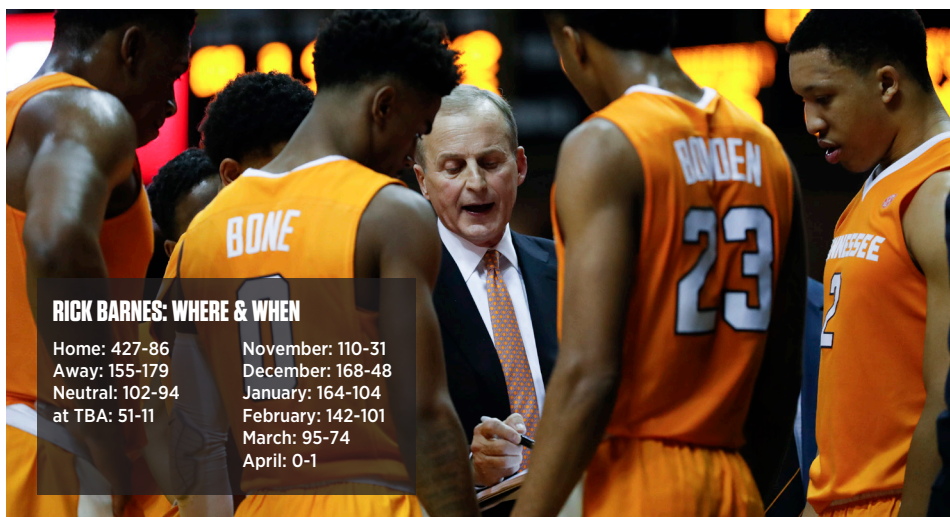 BONE
0
BOWDEN
23
NNESSEE
2
RICK BARNES: WHERE & WHEN
Home: 427-86
Away: 155-179
Neutral: 102-94
at TBA: 51-11
November: 110-31
December: 168-48
January: 164-104
February: 142-101
March: 95-74
April: 0-1